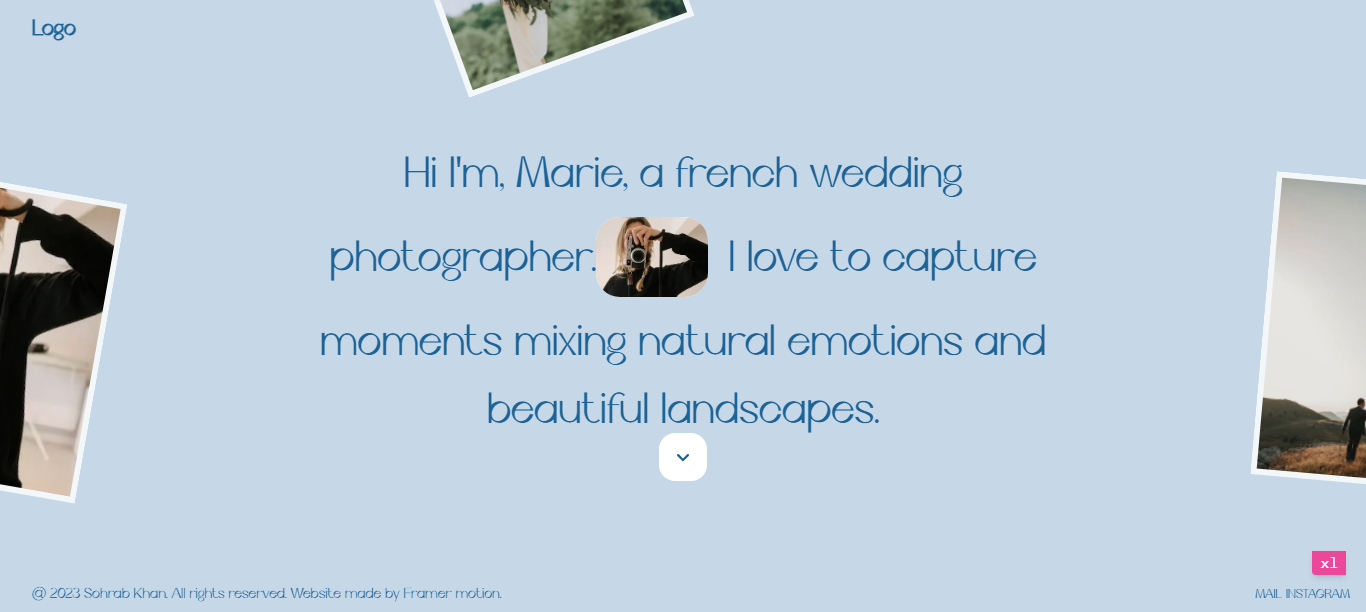 Logo
Hi I'm, Marie, a french wedding
photographer. I love to capture
moments mixing natural emotions and
beautiful landscapes.
xl
@ 2023 Sohrab Khan. All rights reserved. Website made by Framer motion.
MAIL INSTAGRAM